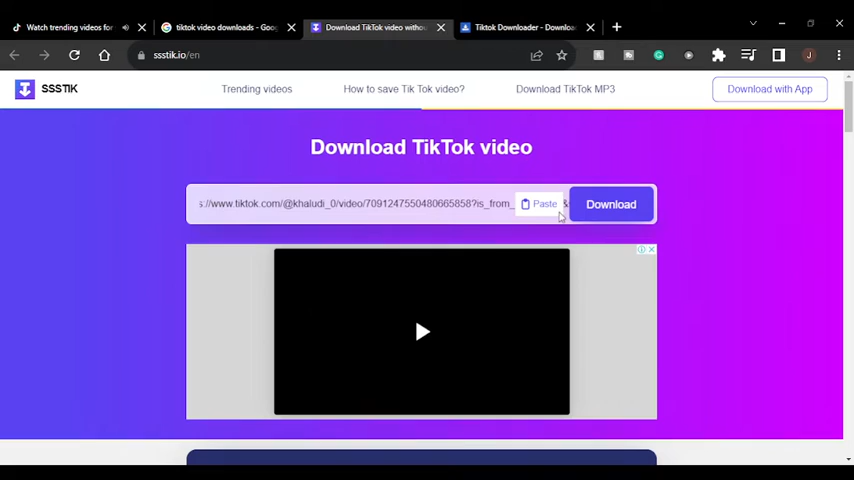 Watch trending videos for
tiktok video downloads - Goo
Download TikTok video withou
Tiktok Downloader - Downloa
ssstik.io/en
J
SSSTIK
Trending videos
How to save Tik Tok video?
Download TikTok MP3
Download with App
Download TikTok video
s://www.tiktok.com/@khaludi_0/video/7091247550480665858?is_from_
Paste
&
Download